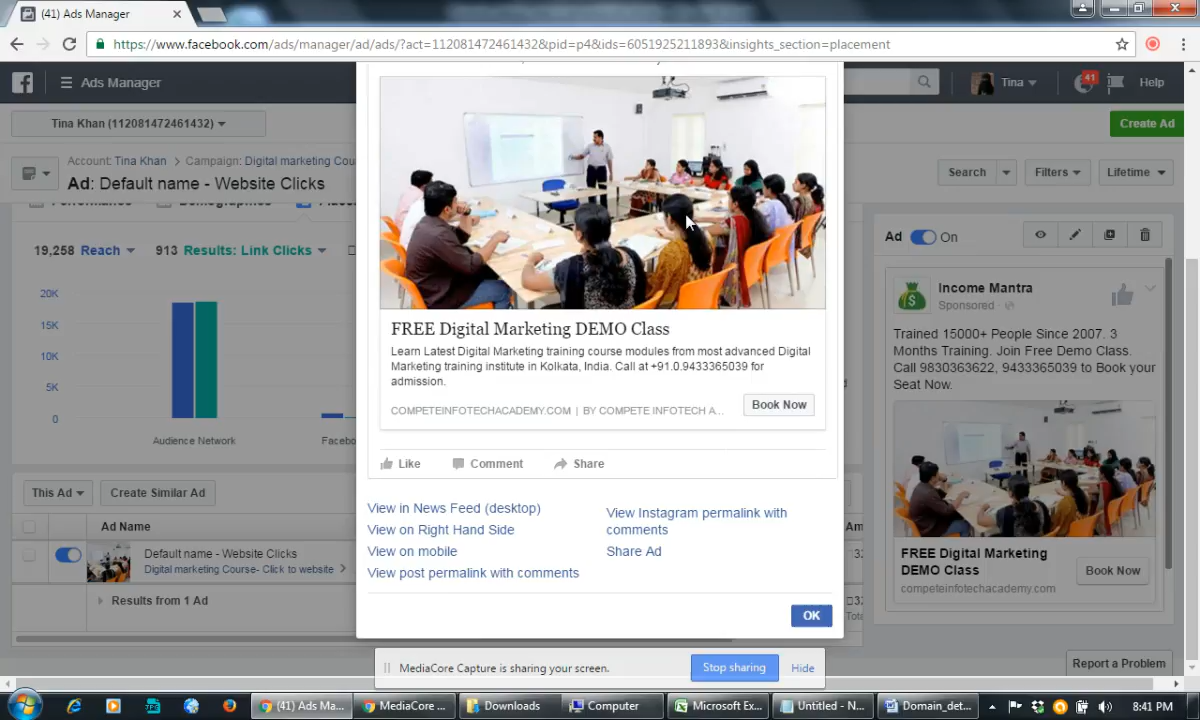 (41) Ads Manager
https://www.facebook.com/ads/manager/ad/ads/?act=112081472461432&pid=p4&ids=6051925211893&insights_section=placement
Ads Manager
Tina
41
Help
Tina Khan (112081472461432)
Create Ad
Account: Tina Khan > Campaign: Digital marketing Cou
Ad: Default name - Website Clicks
Search
Filters
Lifetime
Performance
Demographics
19,258 Reach
913 Results: Link Clicks
20K
15K
10K
5K
0
Audience Network
Facebo
This Ad
Create Similar Ad
Ad Name
Default name - Website Clicks
Digital marketing Course- Click to website
Results from 1 Ad
FREE Digital Marketing DEMO Class
Learn Latest Digital Marketing training course modules from most advanced Digital
Marketing training institute in Kolkata, India. Call at +91.0.9433365039 for
admission.
COMPETEINFOTECHACADEMY.COM | BY COMPETE INFOTECH A...
Book Now
Like
Comment
Share
View in News Feed (desktop)
View on Right Hand Side
View on mobile
View post permalink with comments
View Instagram permalink with
comments
Share Ad
OK
Am
Ad
On
Income Mantra
Sponsored
Trained 15000+ People Since 2007. 3
Months Training. Join Free Demo Class.
Call 9830363622, 9433365039 to Book your
Seat Now.
FREE Digital Marketing
DEMO Class
Book Now
competeinfotechacademy.com
Report a Problem
MediaCore Capture is sharing your screen.
Stop sharing
Hide
(41) Ads Ma...
MediaCore ...
Downloads
Computer
Microsoft Ex...
Untitled - N...
Domain_det...
8:41 PM